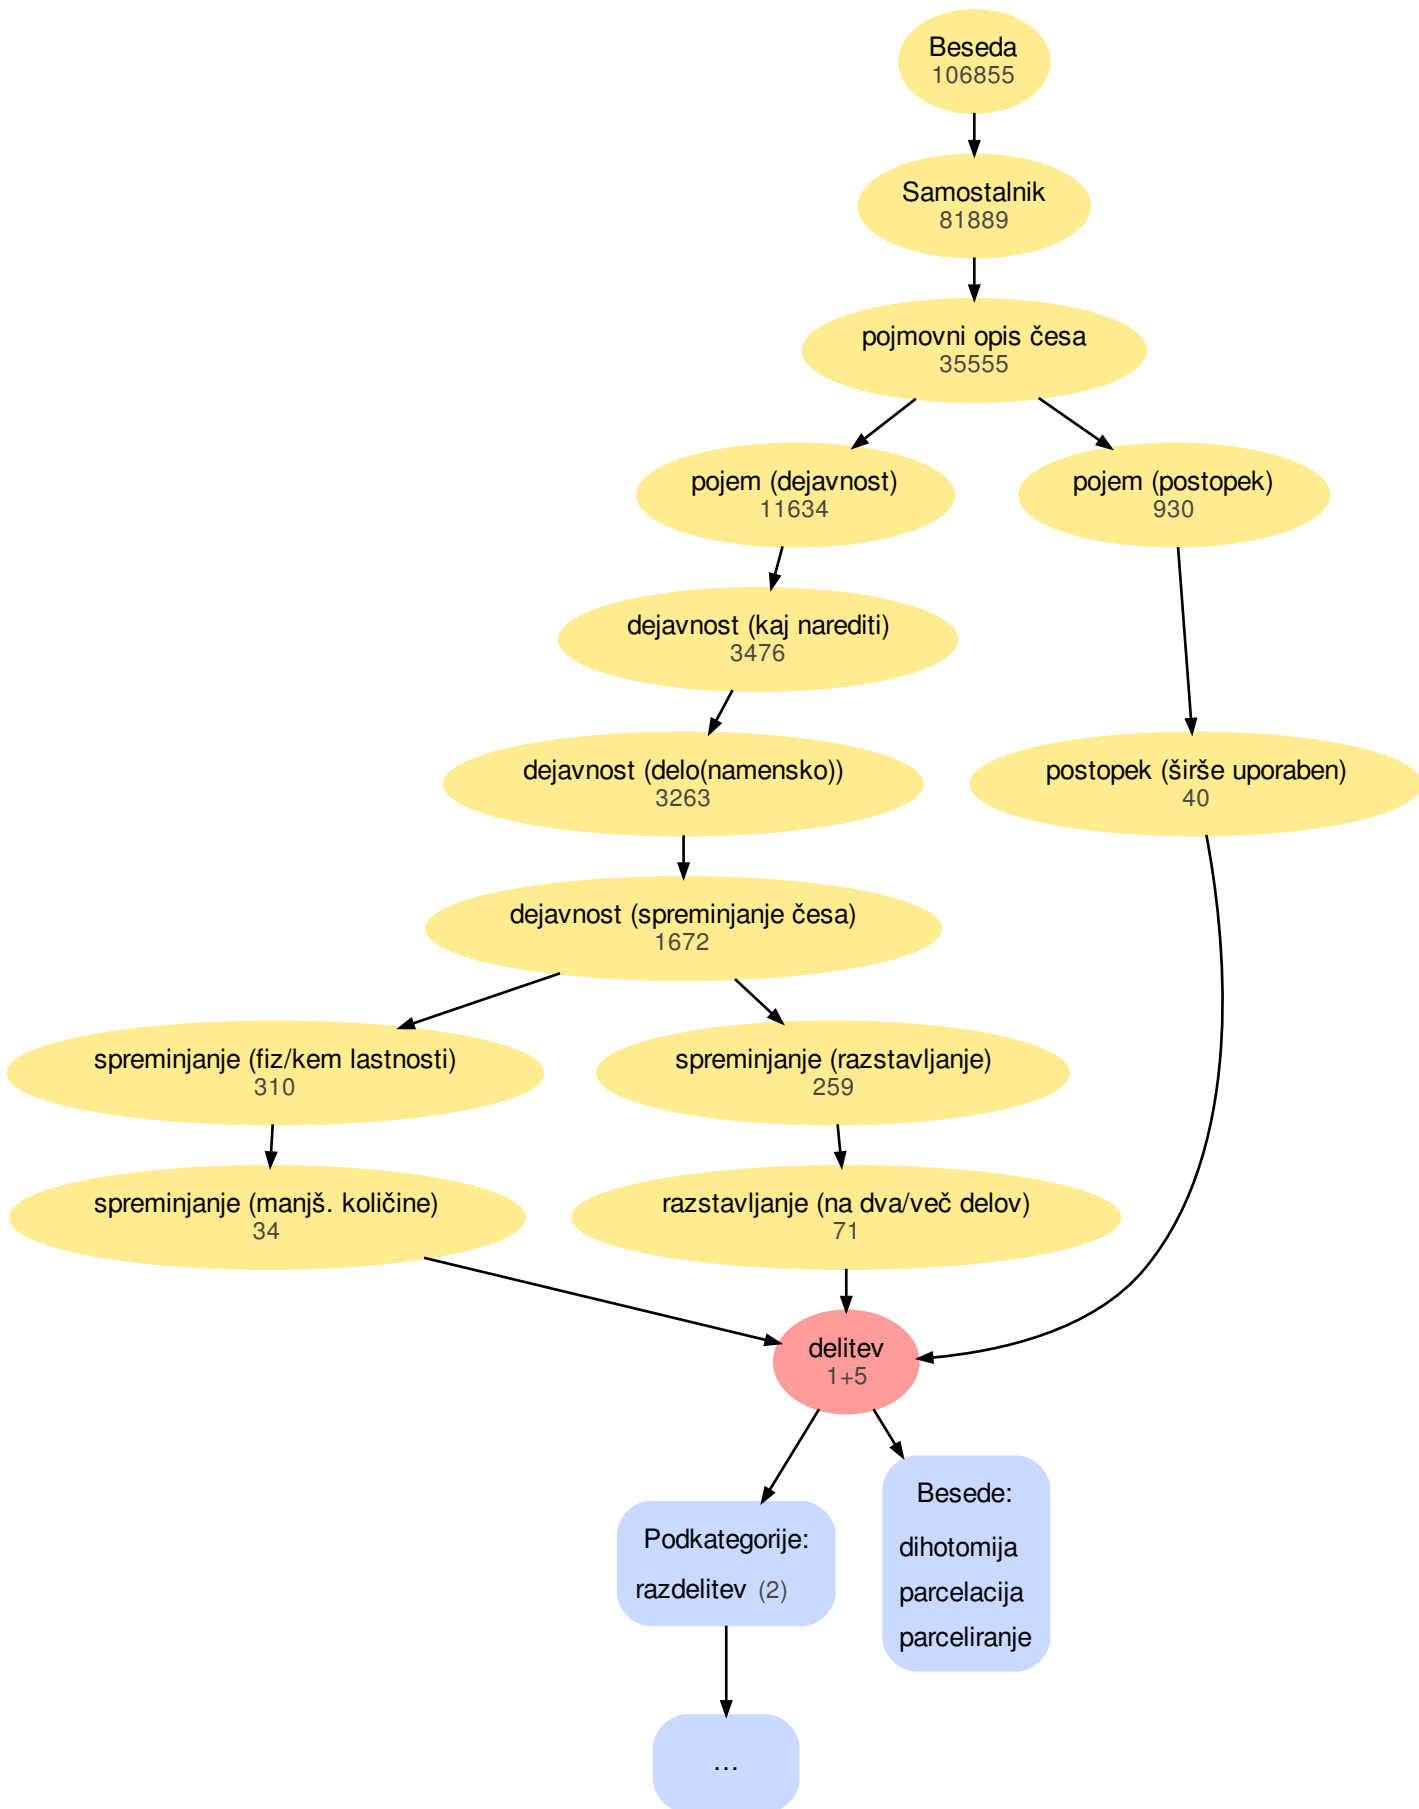 Beseda
106855
Samostalnik
81889
pojmovni opis česa
35555
pojem (dejavnost)
11634
pojem (postopek)
930
dejavnost (kaj narediti)
3476
dejavnost (delo(namensko))
3263
postopek (širše uporaben)
40
dejavnost (spreminjanje česa)
1672
spreminjanje (fiz/kem lastnosti)
310
spreminjanje (razstavljanje)
259
spreminjanje (manjš. količine)
34
razstavljanje (na dva/več delov)
71
delitev
1+5
Podkategorije:
razdelitev (2)
Besede:
dihotomija
parcelacija
parceliranje
...